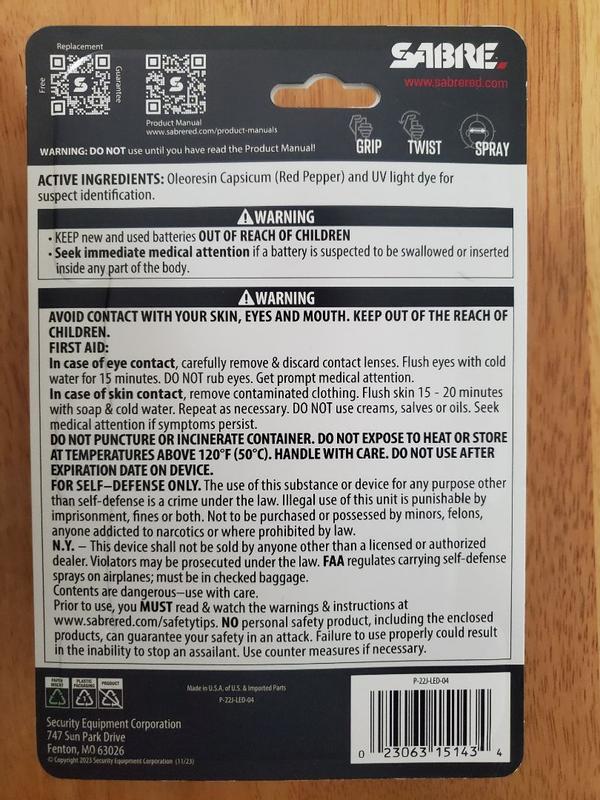 Replacement
Free
Guarantee
S
S
Product Manual
www.sabrered.com/product-manuals
SABRE.
www.sabrered.com
GRIP TWIST SPRAY
WARNING: DO NOT use until you have read the Product Manual!
ACTIVE INGREDIENTS: Oleoresin Capsicum (Red Pepper) and UV light dye for
suspect identification.
⚠WARNING
• KEEP new and used batteries OUT OF REACH OF CHILDREN
• Seek immediate medical attention if a battery is suspected to be swallowed or inserted
inside any part of the body.
⚠WARNING
AVOID CONTACT WITH YOUR SKIN, EYES AND MOUTH. KEEP OUT OF THE REACH OF
CHILDREN.
FIRST AID:
In case of eye contact, carefully remove & discard contact lenses. Flush eyes with cold
water for 15 minutes. DO NOT rub eyes. Get prompt medical attention.
In case of skin contact, remove contaminated clothing. Flush skin 15 - 20 minutes
with soap & cold water. Repeat as necessary. DO NOT use creams, salves or oils. Seek
medical attention if symptoms persist.
DO NOT PUNCTURE OR INCINERATE CONTAINER. DO NOT EXPOSE TO HEAT OR STORE
AT TEMPERATURES ABOVE 120°F (50°C). HANDLE WITH CARE. DO NOT USE AFTER
EXPIRATION DATE ON DEVICE.
FOR SELF–DEFENSE ONLY. The use of this substance or device for any purpose other
than self-defense is a crime under the law. Illegal use of this unit is punishable by
imprisonment, fines or both. Not to be purchased or possessed by minors, felons,
anyone addicted to narcotics or where prohibited by law.
N.Y. – This device shall not be sold by anyone other than a licensed or authorized
dealer. Violators may be prosecuted under the law. FAA regulates carrying self-defense
sprays on airplanes; must be in checked baggage.
Contents are dangerous–use with care.
Prior to use, you MUST read & watch the warnings & instructions at
www.sabrered.com/safetytips. NO personal safety product, including the enclosed
products, can guarantee your safety in an attack. Failure to use properly could result
in the inability to stop an assailant. Use counter measures if necessary.
PAPER INSERT
PLASTIC PACKAGING
PRODUCT
Made in U.S.A. of U.S. & Imported Parts
P-22J-LED-04
Security Equipment Corporation
747 Sun Park Drive
Fenton, MO 63026
© Copyright 2023 Security Equipment Corporation (11/23)
P-22J-LED-04
0 23063 15143 4